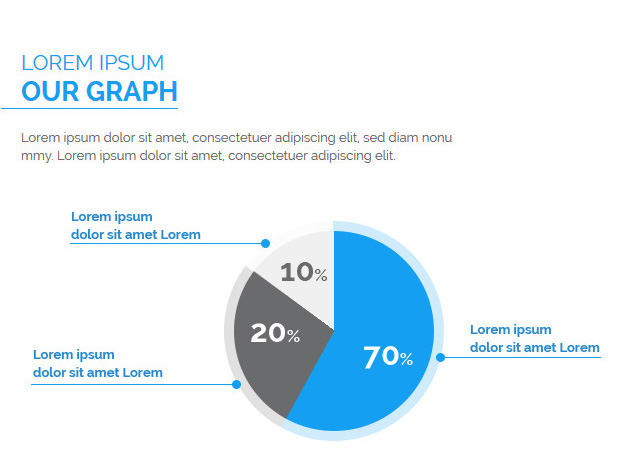 LOREM IPSUM
OUR GRAPH
Lorem ipsum dolor sit amet, consectetuer adipiscing elit, sed diam nonu
mmy. Lorem ipsum dolor sit amet, consectetuer adipiscing elit.
Lorem ipsum
dolor sit amet Lorem
10%
20%
70%
Lorem ipsum
dolor sit amet Lorem
Lorem ipsum
dolor sit amet Lorem